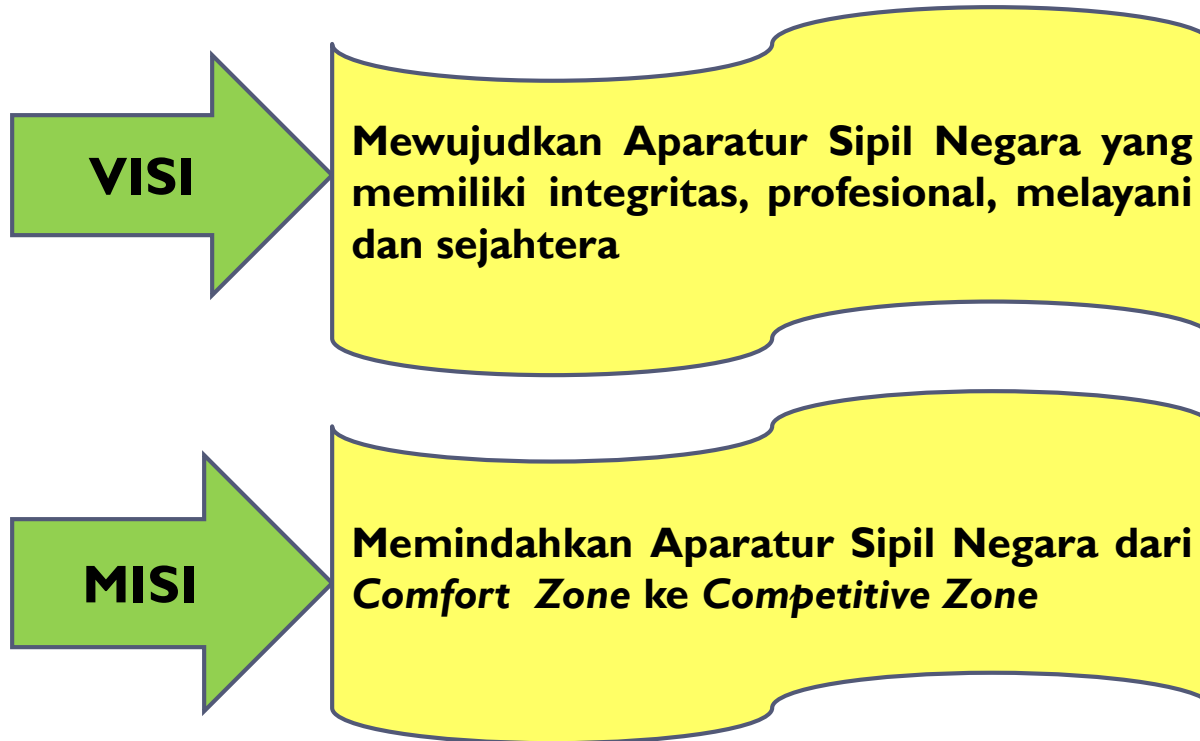 VISI
Mewujudkan Aparatur Sipil Negara yang
memiliki integritas, profesional, melayani
dan sejahtera
MISI
Memindahkan Aparatur Sipil Negara dari
Comfort Zone ke Competitive Zone